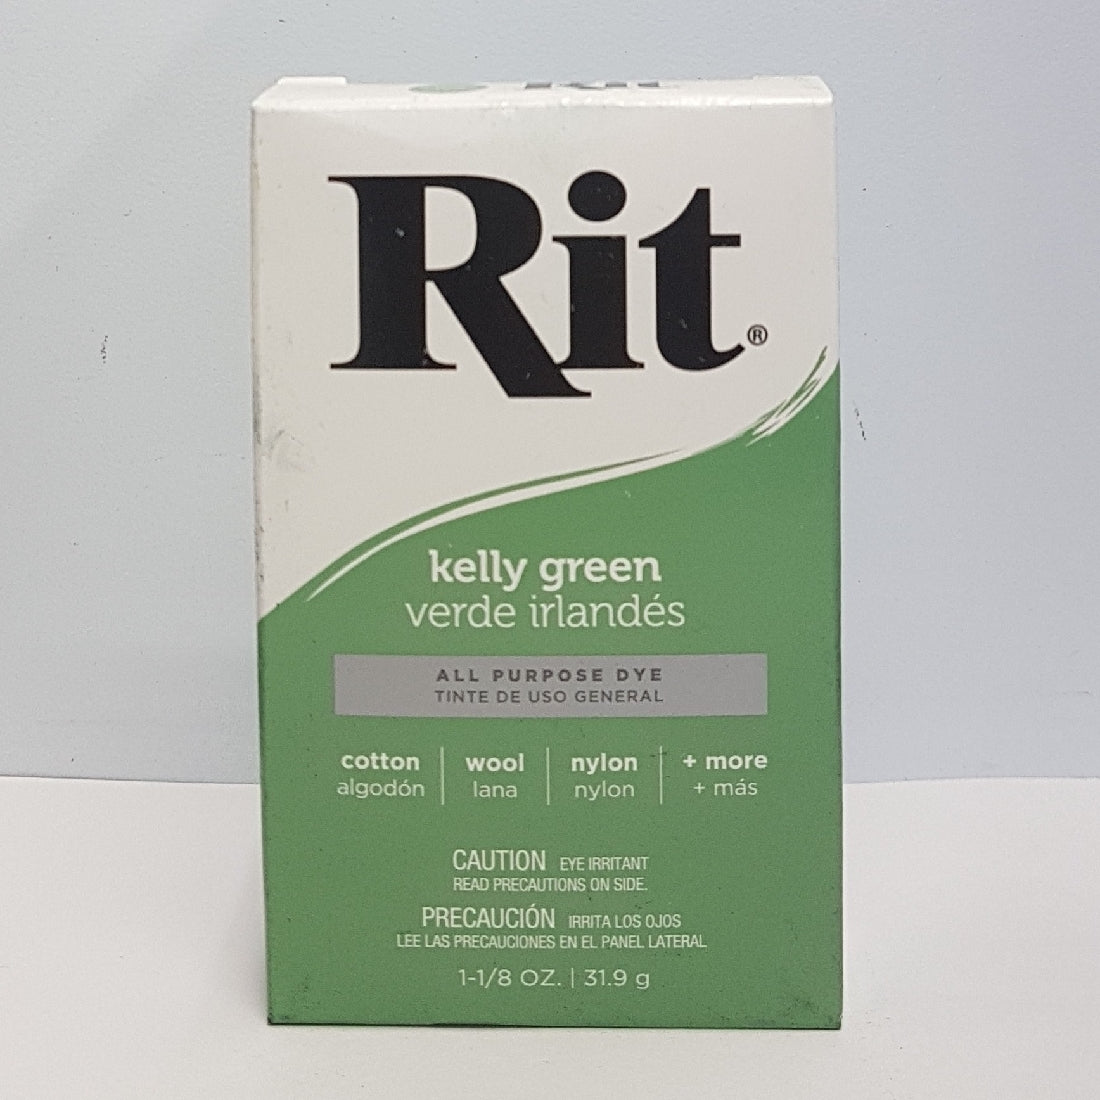 Rit®
kelly green
verde irlandés
ALL PURPOSE DYE
TINTE DE USO GENERAL
cotton wool nylon + more
algodón lana nylon + más
CAUTION EYE IRRITANT
READ PRECAUTIONS ON SIDE.
PRECAUCIÓN IRRITA LOS OJOS
LEE LAS PRECAUCIONES EN EL PANEL LATERAL
1-1/8 OZ. | 31.9 g